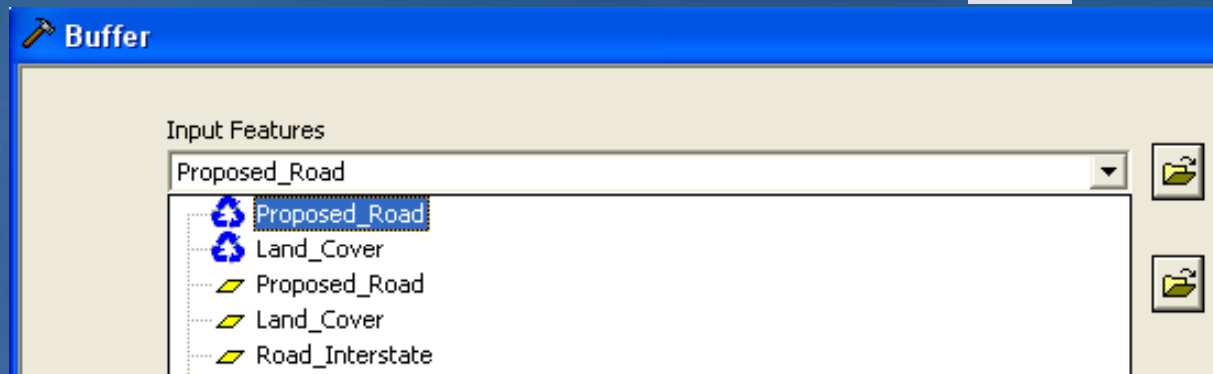 Buffer
Input Features
Proposed_Road
Proposed_Road
Land_Cover
Proposed_Road
Land_Cover
Road_Interstate